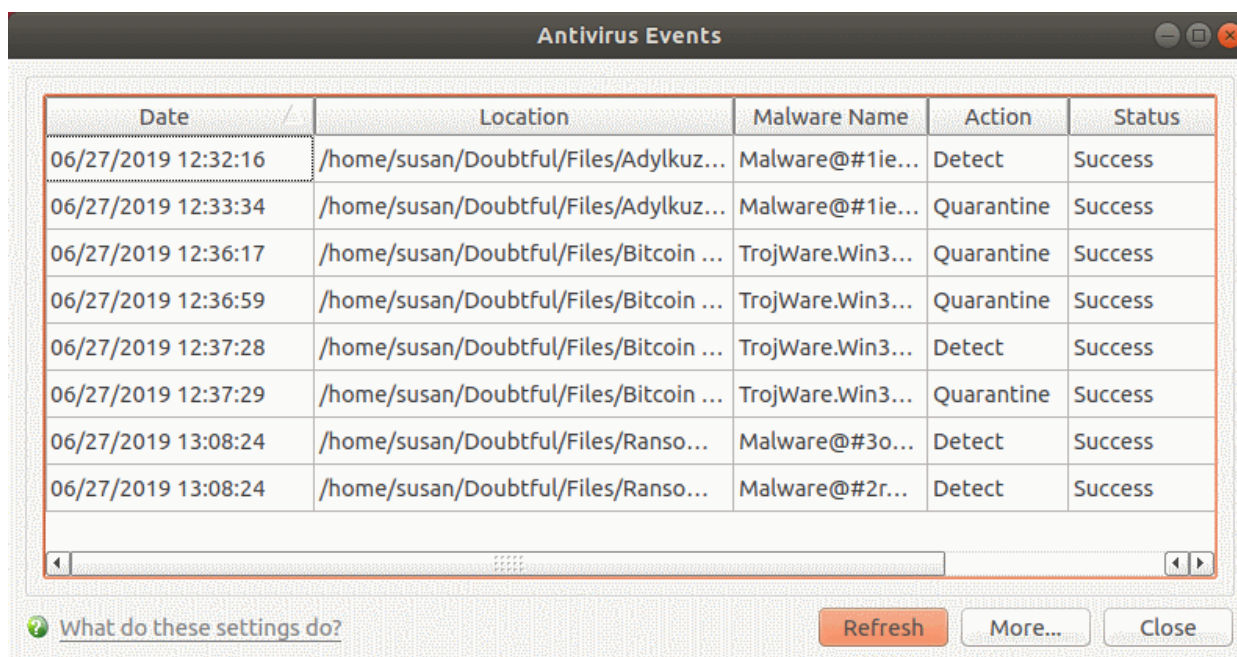 Antivirus Events
Date Location Malware Name Action Status
06/27/2019 12:32:16 /home/susan/Doubtful/Files/Adylkuz... Malware@#1ie... Detect Success
06/27/2019 12:33:34 /home/susan/Doubtful/Files/Adylkuz... Malware@#1ie... Quarantine Success
06/27/2019 12:36:17 /home/susan/Doubtful/Files/Bitcoin ... TrojWare.Win3... Quarantine Success
06/27/2019 12:36:59 /home/susan/Doubtful/Files/Bitcoin ... TrojWare.Win3... Quarantine Success
06/27/2019 12:37:28 /home/susan/Doubtful/Files/Bitcoin ... TrojWare.Win3... Detect Success
06/27/2019 12:37:29 /home/susan/Doubtful/Files/Bitcoin ... TrojWare.Win3... Quarantine Success
06/27/2019 13:08:24 /home/susan/Doubtful/Files/Ranso... Malware@#3o... Detect Success
06/27/2019 13:08:24 /home/susan/Doubtful/Files/Ranso... Malware@#2r... Detect Success
What do these settings do? Refresh More... Close